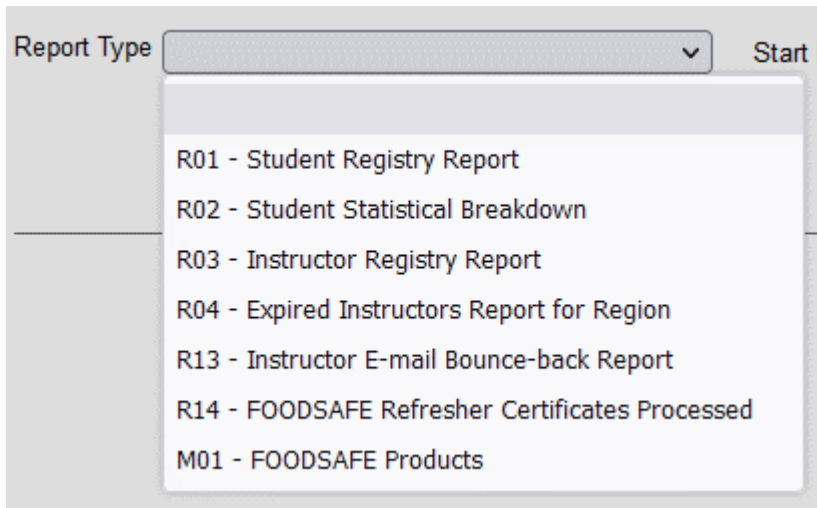 Report Type
Start
R01 - Student Registry Report
R02 - Student Statistical Breakdown
R03 - Instructor Registry Report
R04 - Expired Instructors Report for Region
R13 - Instructor E-mail Bounce-back Report
R14 - FOODSAFE Refresher Certificates Processed
M01 - FOODSAFE Products